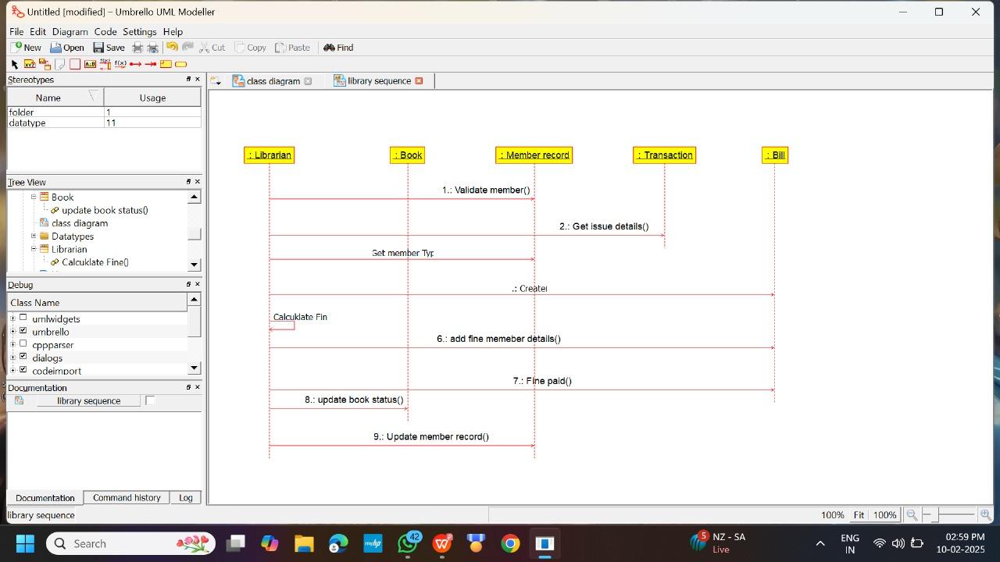 Untitled [modified] – Umbrello UML Modeller
File Edit Diagram Code Settings Help
New Open Save Cut Copy Paste Find
Stereotypes
Name Usage
folder 1
datatype 11
Tree View
Book
update book status()
class diagram
Datatypes
Librarian
Calcuklate Fine()
Debug
Class Name
umlwidgets
umbrello
cppparser
dialogs
codeimport
Documentation
library sequence
Documentation Command history Log
library sequence
class diagram library sequence
: Librarian : Book : Member record : Transaction : Bill
1.: Validate member()
2.: Get issue details()
Get member Typ
.: Create
Calcuklate Fin
6.: add fine memeber details()
7.: Fine paid()
8.: update book status()
9.: Update member record()
100% Fit 100%
Search
myhp
42
5
NZ - SA
Live
ENG
IN
02:59 PM
10-02-2025